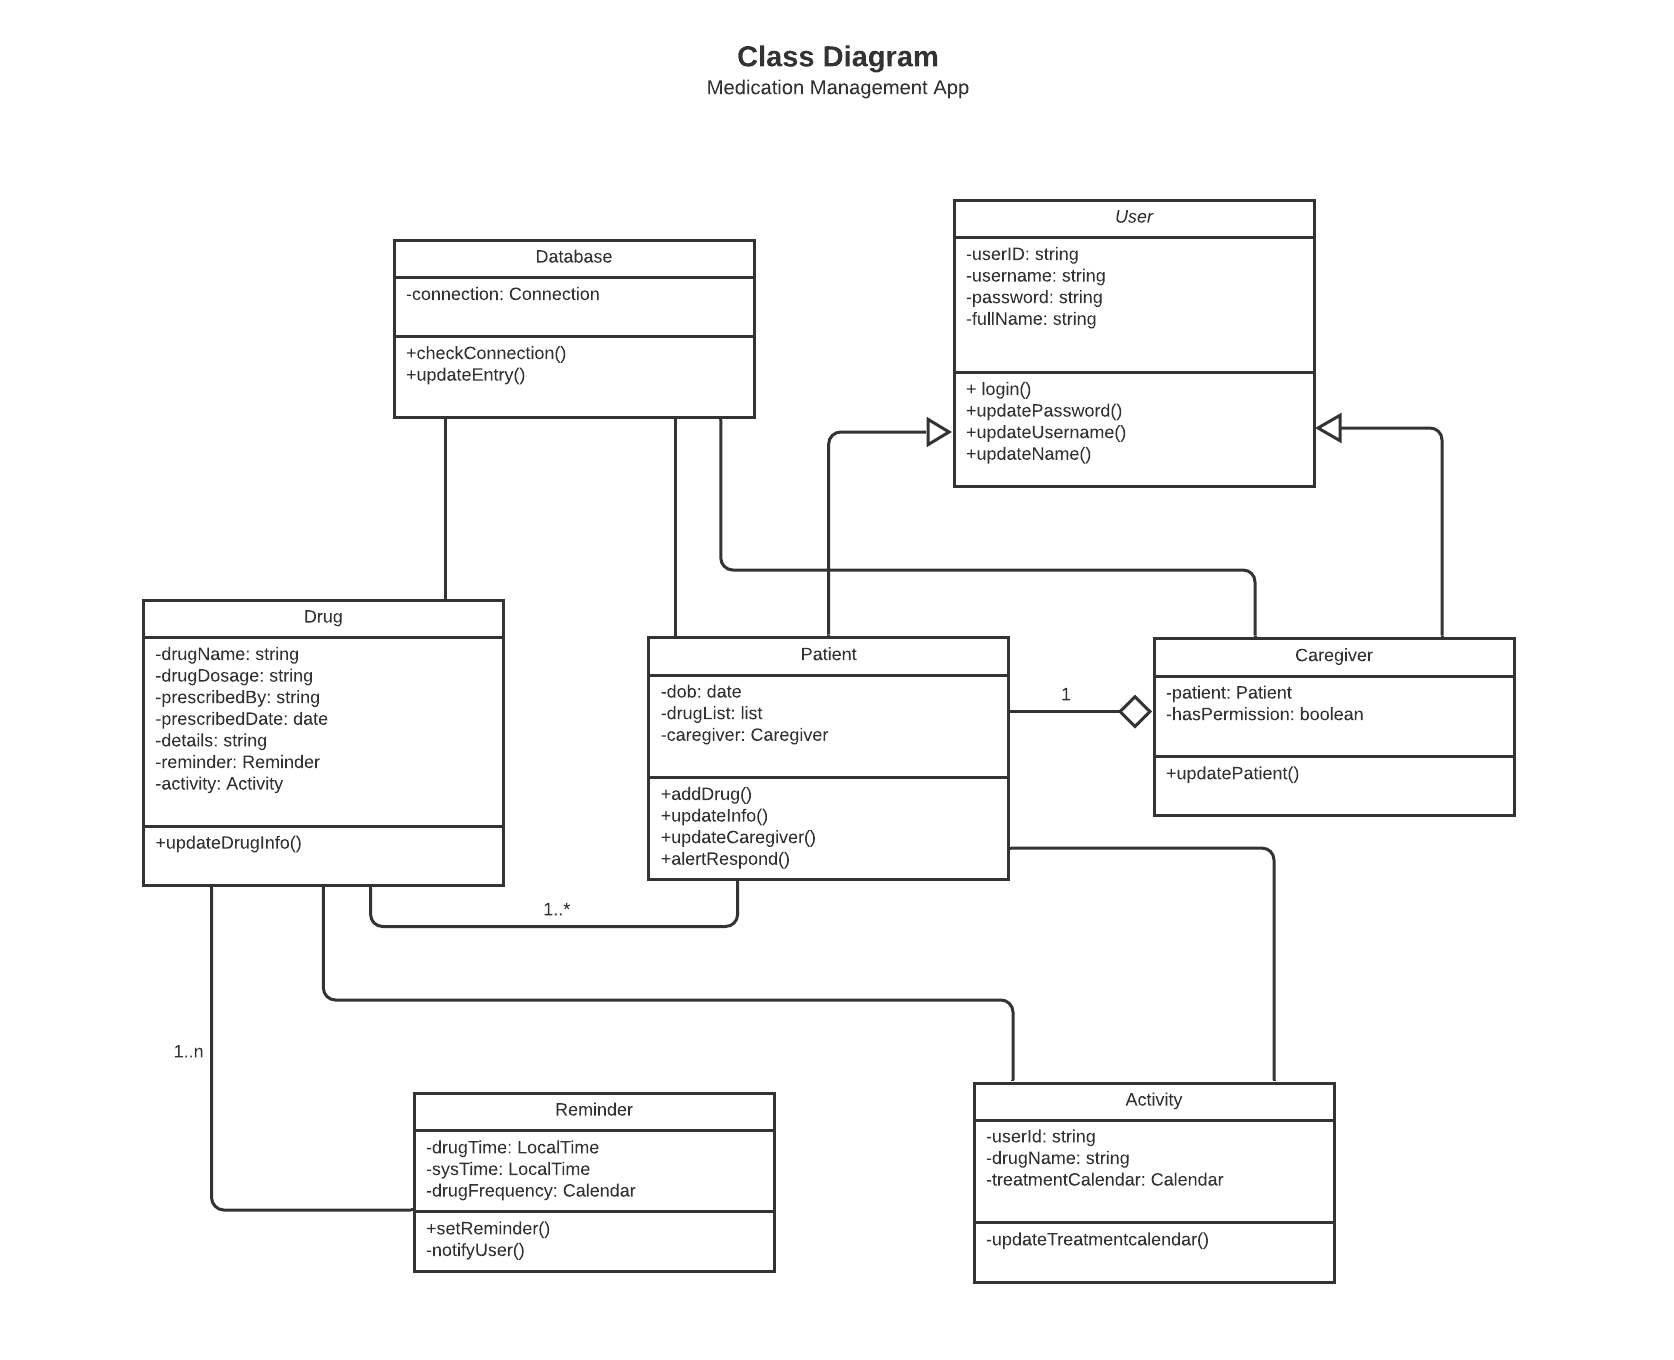 Class Diagram
Medication Management App
User
-userID: string
-username: string
-password: string
-fullName: string
+ login()
+updatePassword()
+updateUsername()
+updateName()
Database
-connection: Connection
+checkConnection()
+updateEntry()
Drug
-drugName: string
-drugDosage: string
-prescribedBy: string
-prescribedDate: date
-details: string
-reminder: Reminder
-activity: Activity
+updateDrugInfo()
Patient
-dob: date
-drugList: list
-caregiver: Caregiver
+addDrug()
+updateInfo()
+updateCaregiver()
+alertRespond()
1
Caregiver
-patient: Patient
-hasPermission: boolean
+updatePatient()
1..*
1..n
Reminder
-drugTime: LocalTime
-sysTime: LocalTime
-drugFrequency: Calendar
+setReminder()
-notifyUser()
Activity
-userId: string
-drugName: string
-treatmentCalendar: Calendar
-updateTreatmentcalendar()